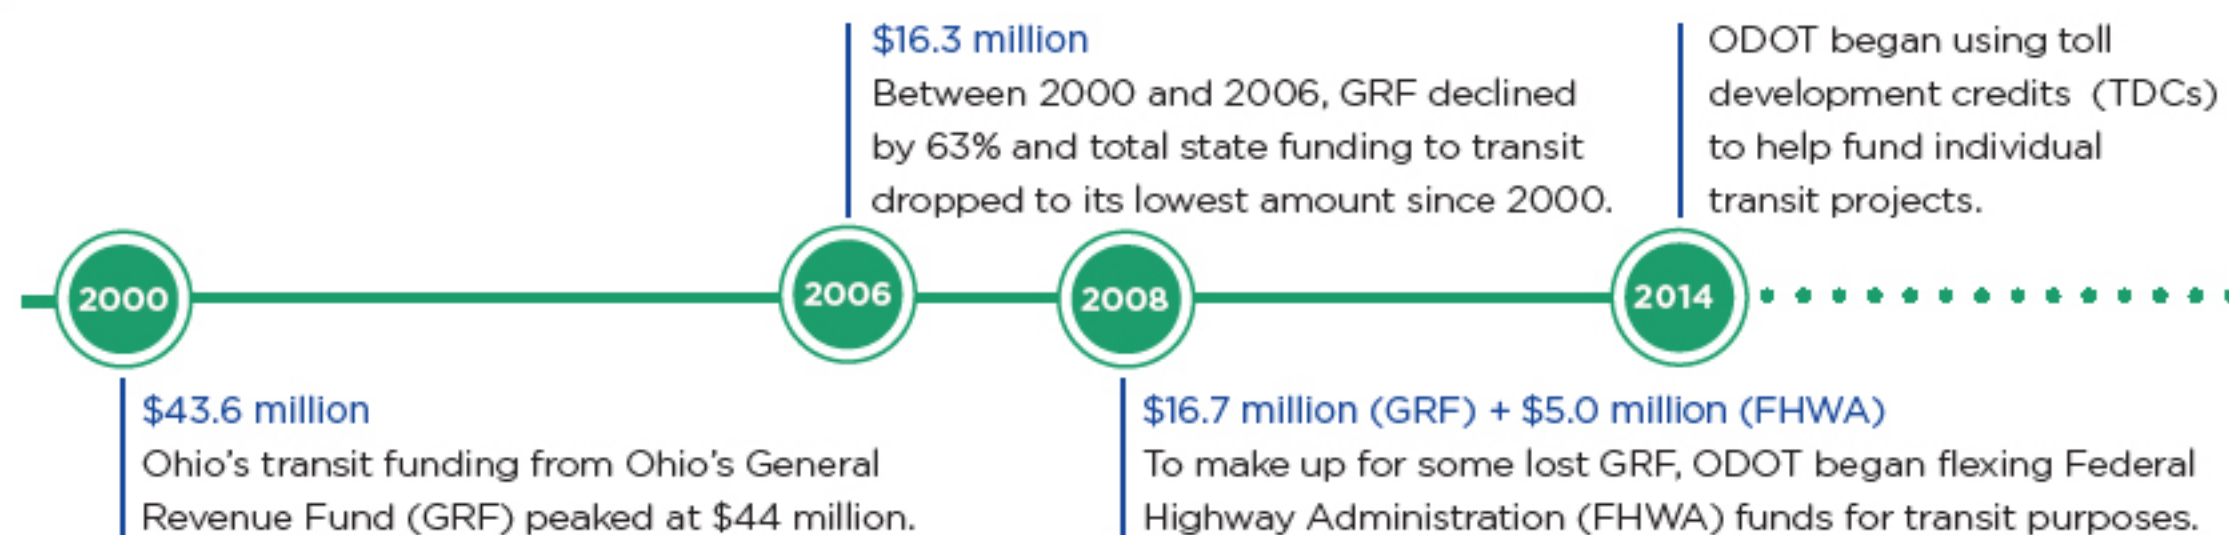 $16.3 million
Between 2000 and 2006, GRF declined
by 63% and total state funding to transit
dropped to its lowest amount since 2000.
ODOT began using toll
development credits (TDCs)
to help fund individual
transit projects.
2000
2006
2008
2014
$43.6 million
Ohio's transit funding from Ohio's General
Revenue Fund (GRF) peaked at $44 million.
$16.7 million (GRF) + $5.0 million (FHWA)
To make up for some lost GRF, ODOT began flexing Federal
Highway Administration (FHWA) funds for transit purposes.